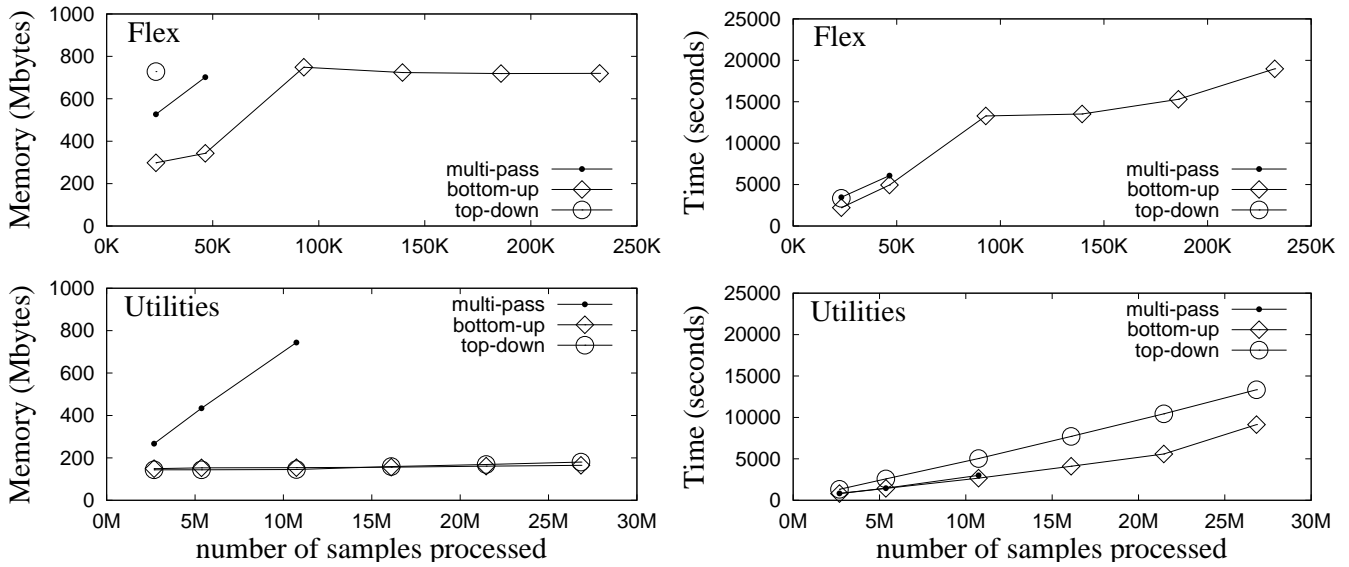 Flex
Memory (Mbytes)
1000
800
600
400
200
0
0K 50K 100K 150K 200K 250K
multi-pass
bottom-up
top-down
Flex
Time (seconds)
25000
20000
15000
10000
5000
0
0K 50K 100K 150K 200K 250K
multi-pass
bottom-up
top-down
Utilities
Memory (Mbytes)
1000
800
600
400
200
0
0M 5M 10M 15M 20M 25M 30M
number of samples processed
multi-pass
bottom-up
top-down
Utilities
Time (seconds)
25000
20000
15000
10000
5000
0
0M 5M 10M 15M 20M 25M 30M
number of samples processed
multi-pass
bottom-up
top-down